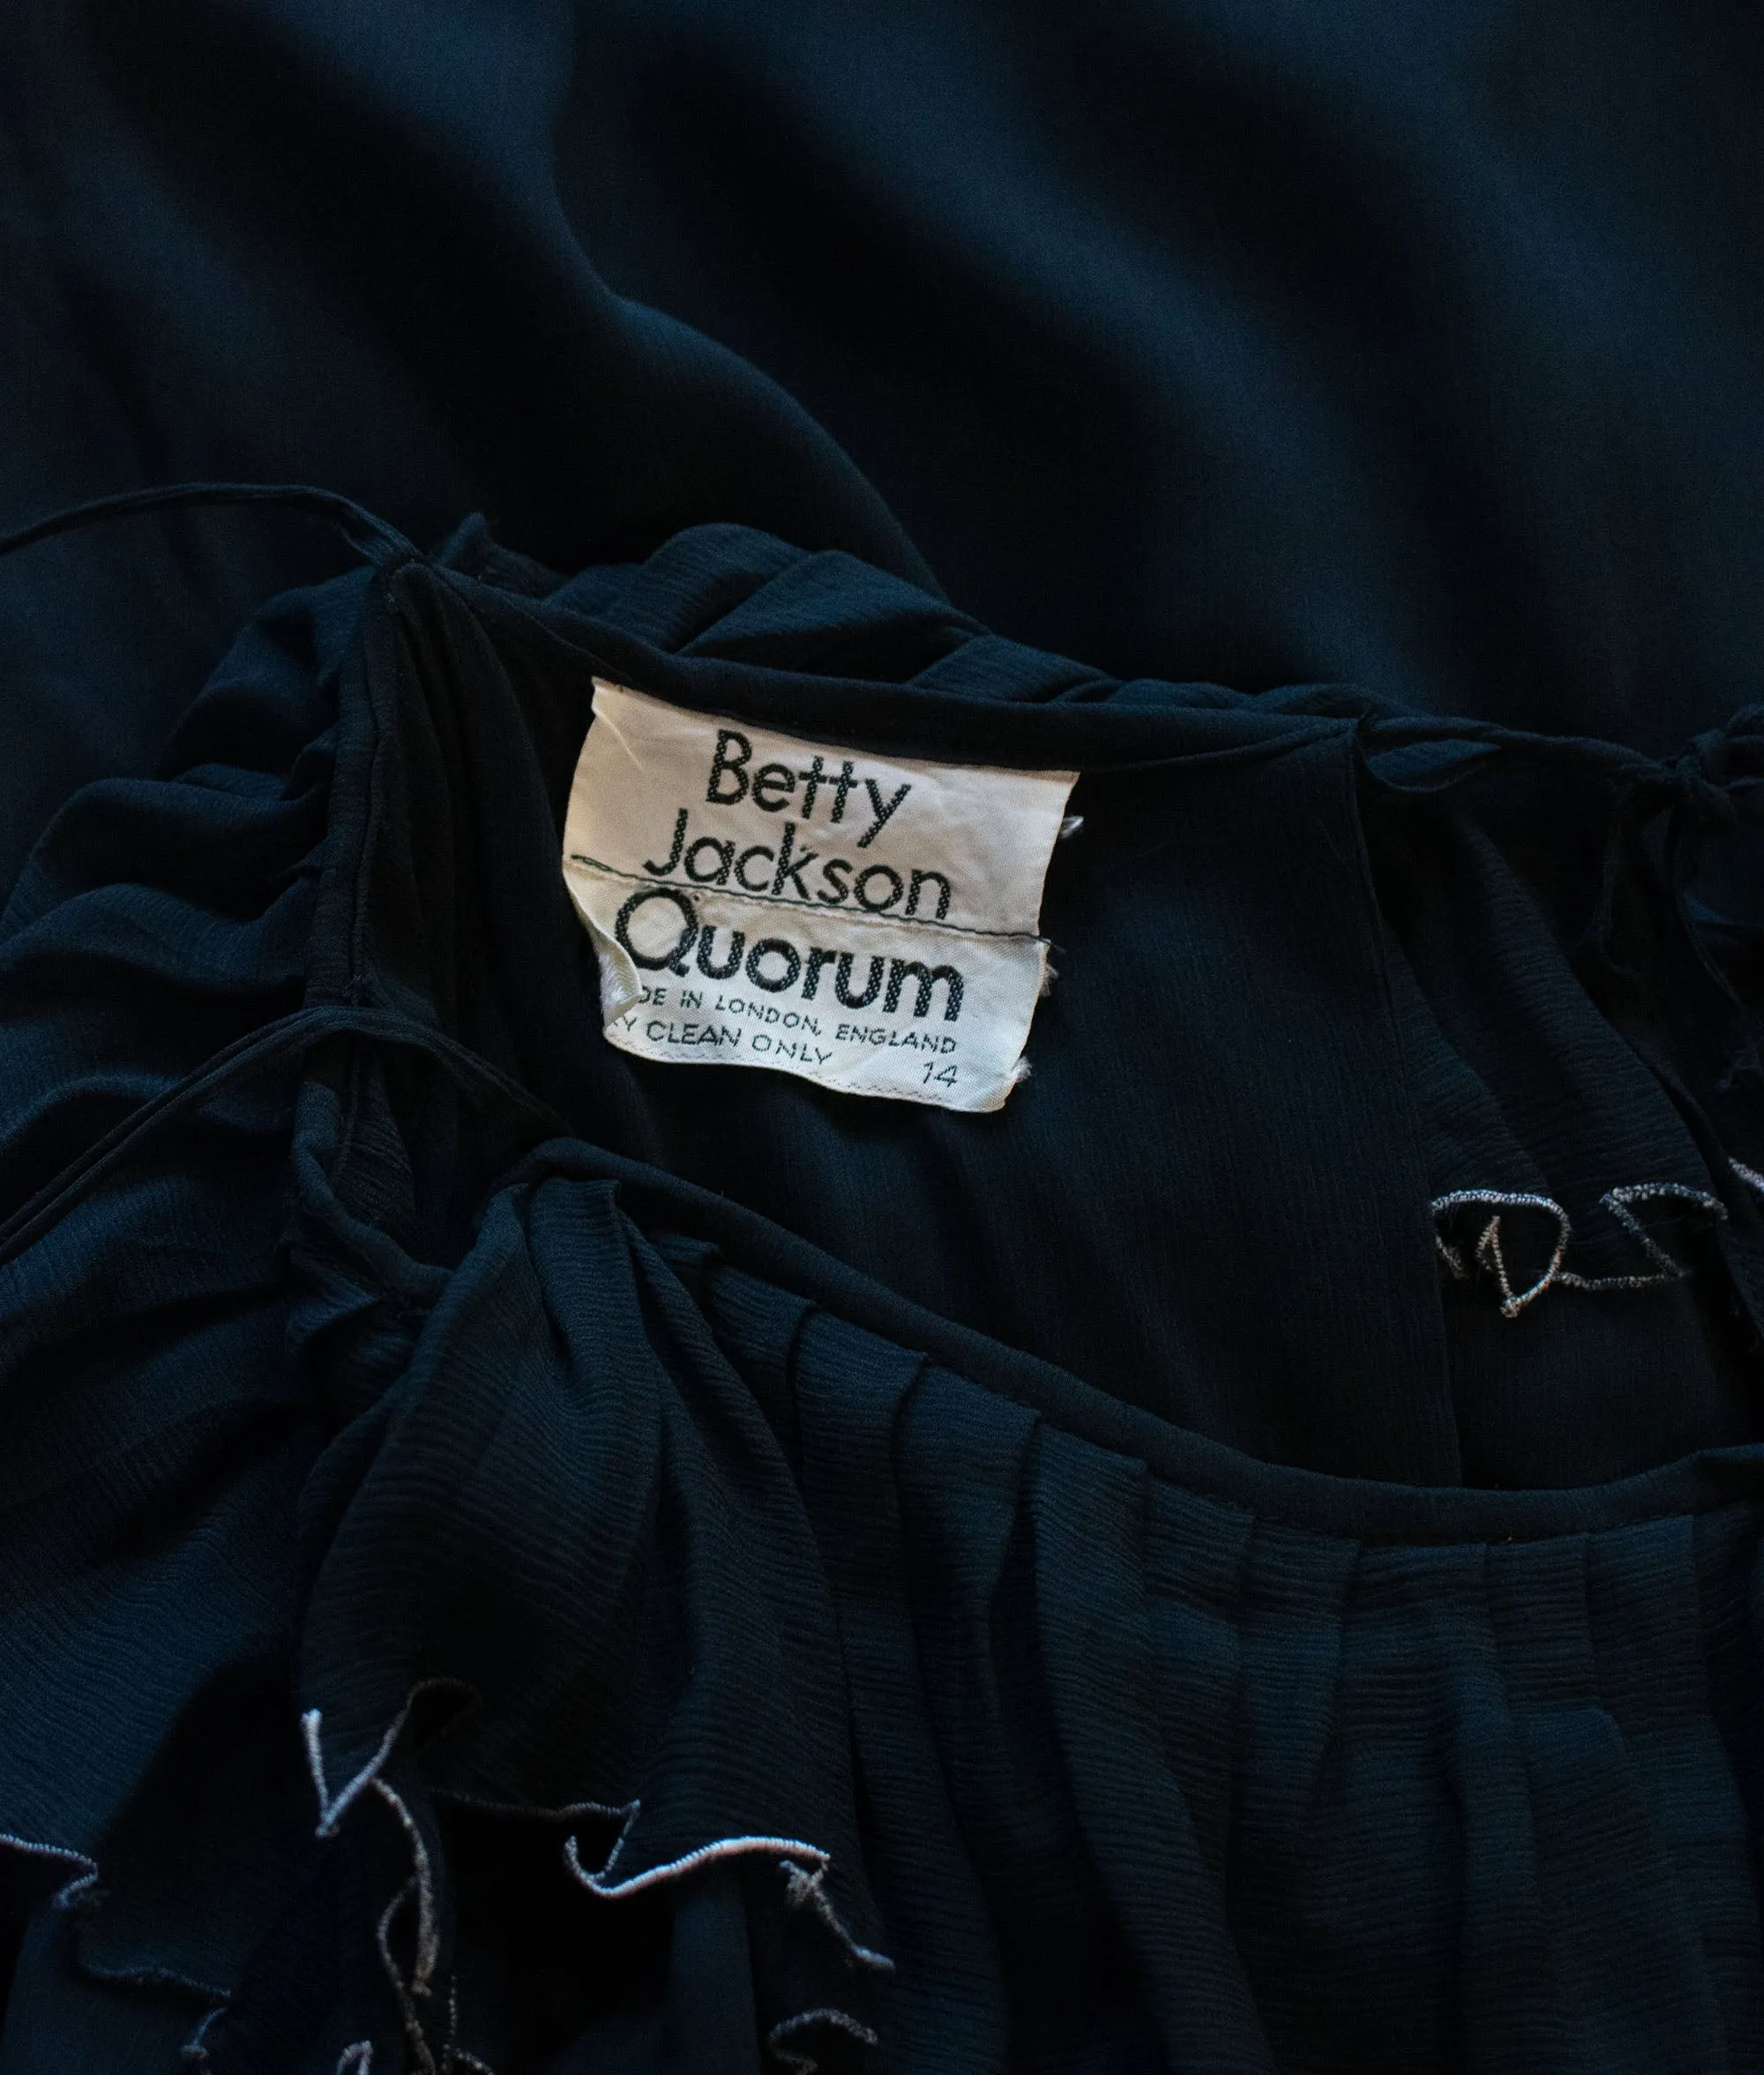 Betty
Jackson
Quorum
DE IN LONDON, ENGLAND
Y CLEAN ONLY
14